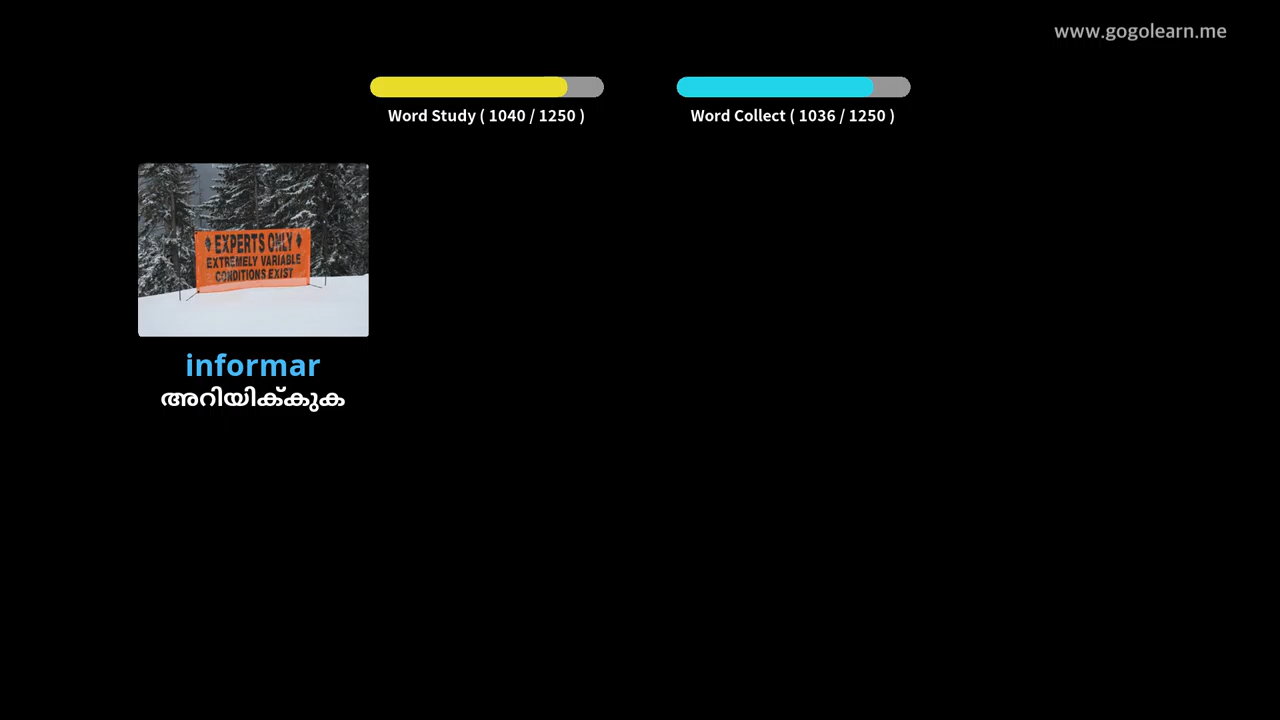 www.gogolearn.me
Word Study ( 1040 / 1250 )
Word Collect ( 1036 / 1250 )
EXPERTS ONLY
EXTREMELY VARIABLE
CONDITIONS EXIST
informar
അറിയിക്കുക